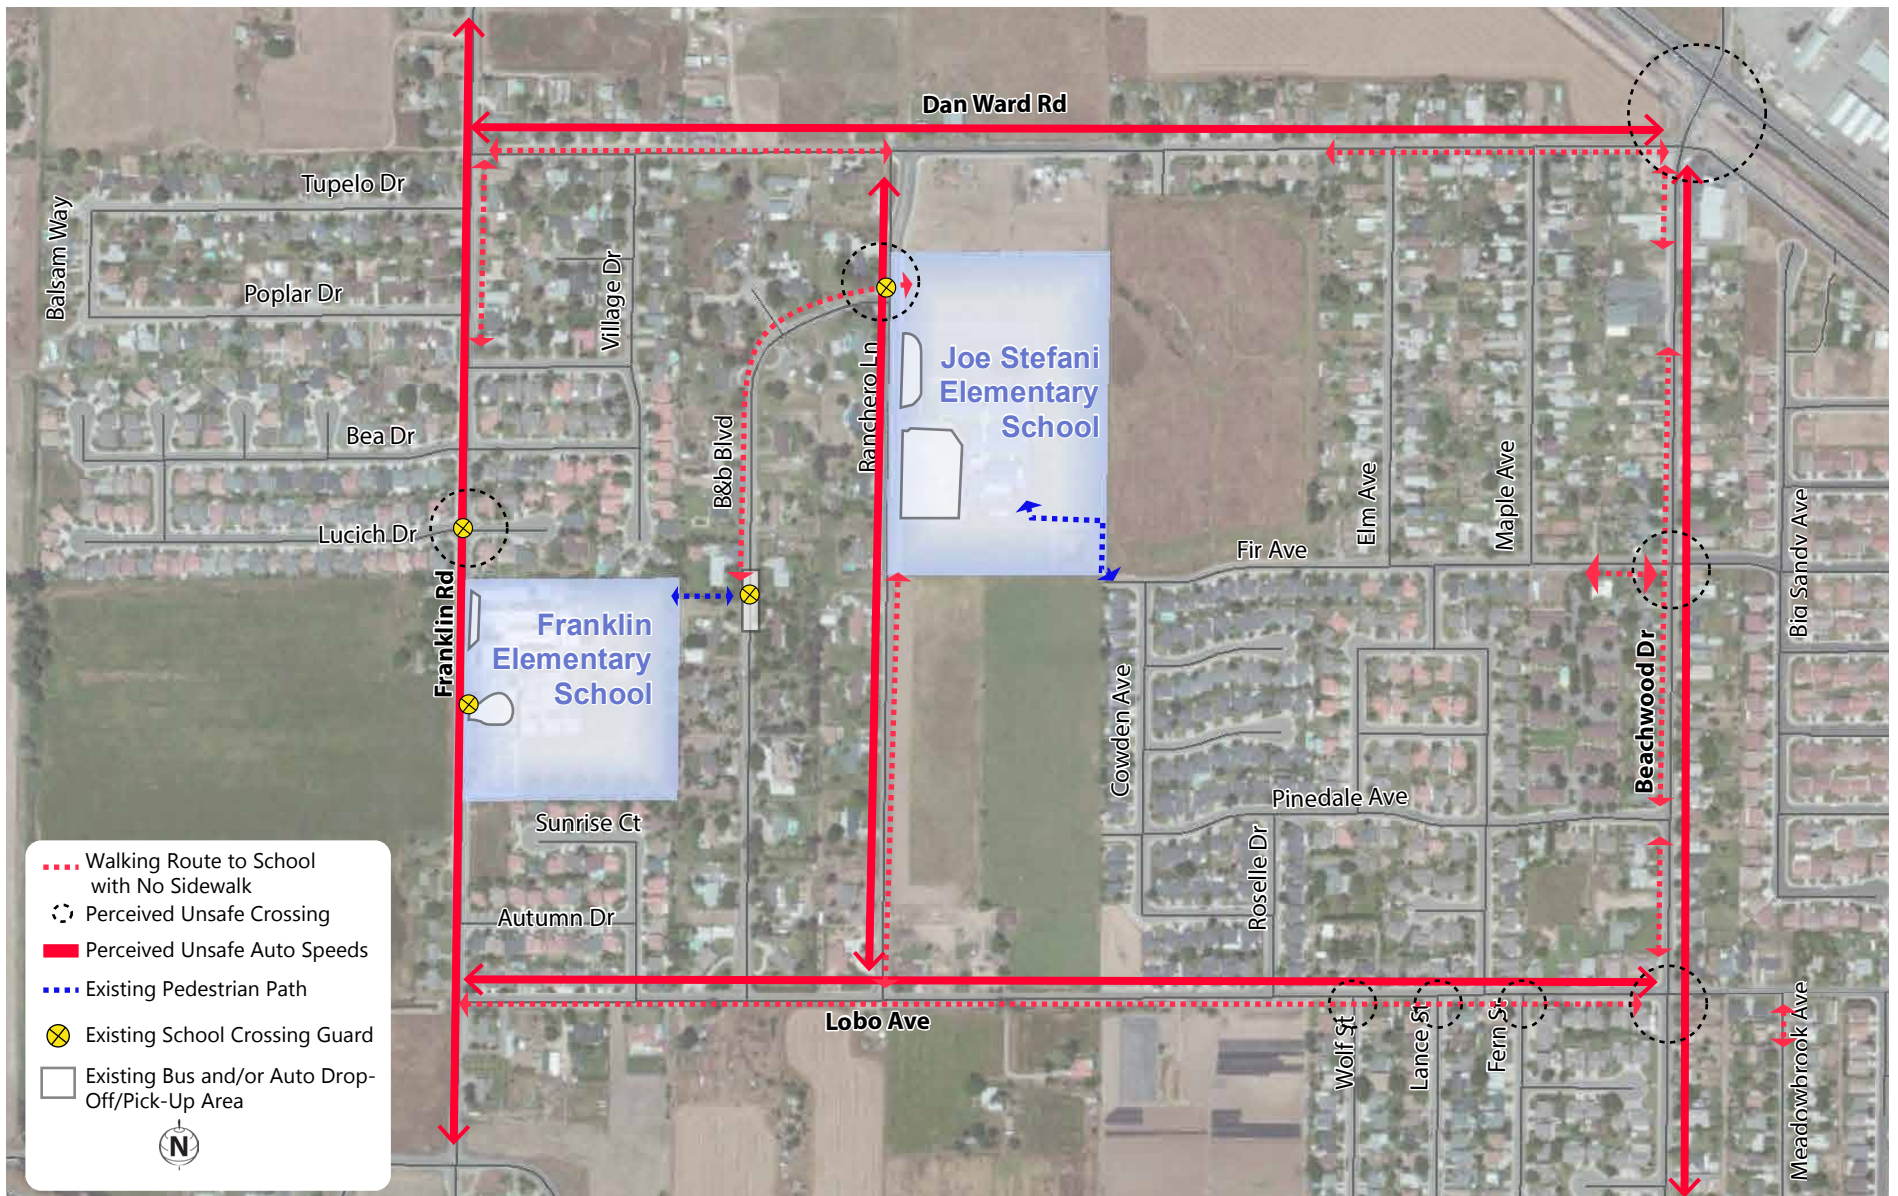 Dan Ward Rd
Tupelo Dr
Balsam Way
Poplar Dr
Village Dr
Ranchero Ln
Joe Stefani
Elementary
School
Bea Dr
B&b Blvd
Lucich Dr
Elm Ave
Maple Ave
Fir Ave
Big Sandy Ave
Franklin Rd
Franklin
Elementary
School
Cowden Ave
Beachwood Dr
Pinedale Ave
Roselle Dr
Sunrise Ct
Autumn Dr
Lobo Ave
Wolf St
Lance St
Fern St
Meadowbrook Ave
Walking Route to School
with No Sidewalk
Perceived Unsafe Crossing
Perceived Unsafe Auto Speeds
Existing Pedestrian Path
Existing School Crossing Guard
Existing Bus and/or Auto Drop-
Off/Pick-Up Area
N